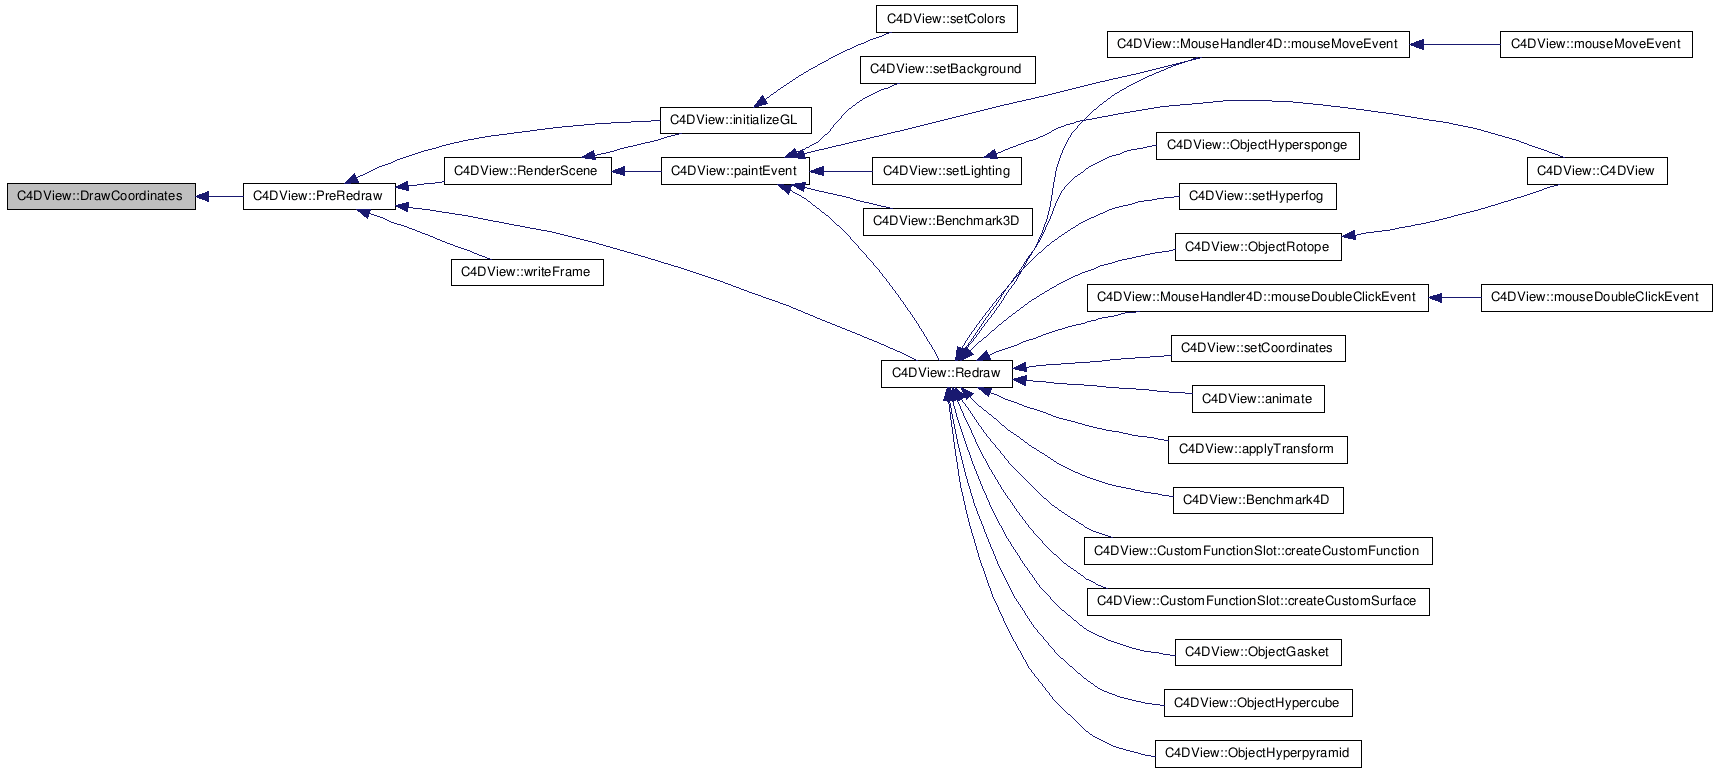 C4DView::setColors
C4DView::MouseHandler4D::mouseMoveEvent
C4DView::mouseMoveEvent
C4DView::setBackground
C4DView::initializeGL
C4DView::ObjectHypersponge
C4DView::RenderScene
C4DView::paintEvent
C4DView::setLighting
C4DView::C4DView
C4DView::DrawCoordinates
C4DView::PreRedraw
C4DView::setHyperfog
C4DView::Benchmark3D
C4DView::ObjectRotope
C4DView::writeFrame
C4DView::MouseHandler4D::mouseDoubleClickEvent
C4DView::mouseDoubleClickEvent
C4DView::setCoordinates
C4DView::Redraw
C4DView::animate
C4DView::applyTransform
C4DView::Benchmark4D
C4DView::CustomFunctionSlot::createCustomFunction
C4DView::CustomFunctionSlot::createCustomSurface
C4DView::ObjectGasket
C4DView::ObjectHypercube
C4DView::ObjectHyperpyramid